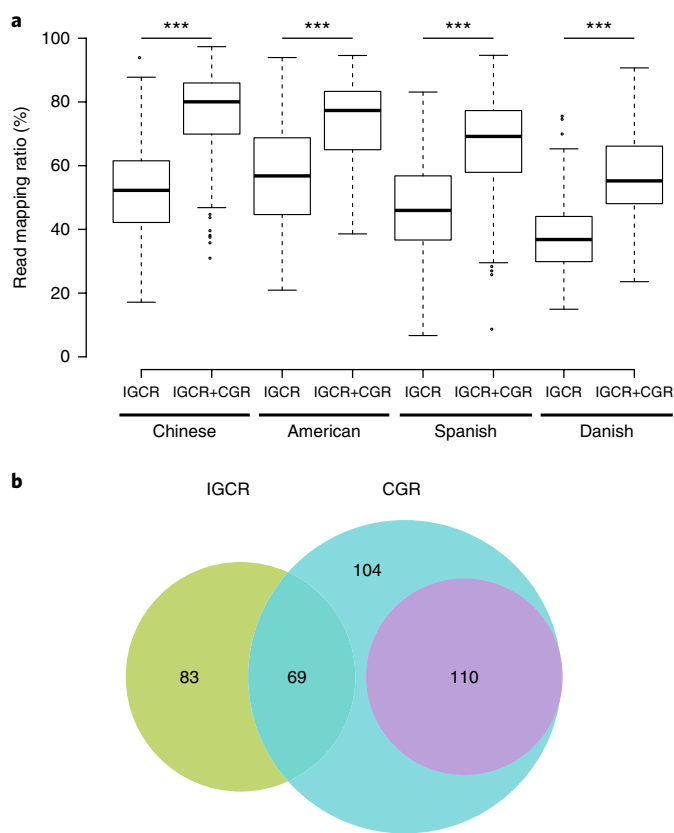 a
*** *** *** ***
100
80
60
40
20
0
Read mapping ratio (%)
IGCR IGCR+CGR IGCR IGCR+CGR IGCR IGCR+CGR IGCR IGCR+CGR
Chinese American Spanish Danish
b
IGCR CGR
104
83 69 110